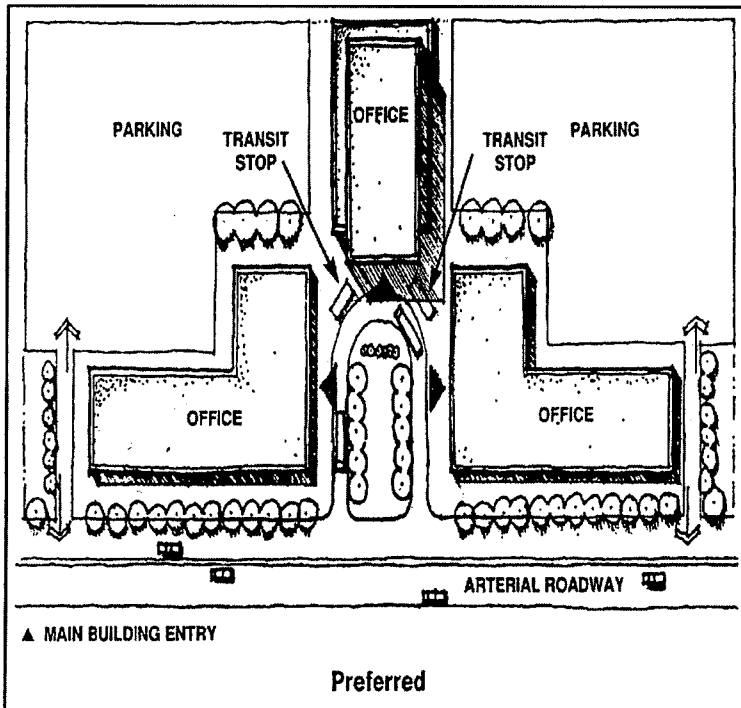 OFFICE
PARKING
TRANSIT
STOP
TRANSIT
STOP
PARKING
OFFICE
OFFICE
ARTERIAL ROADWAY
▲ MAIN BUILDING ENTRY
Preferred